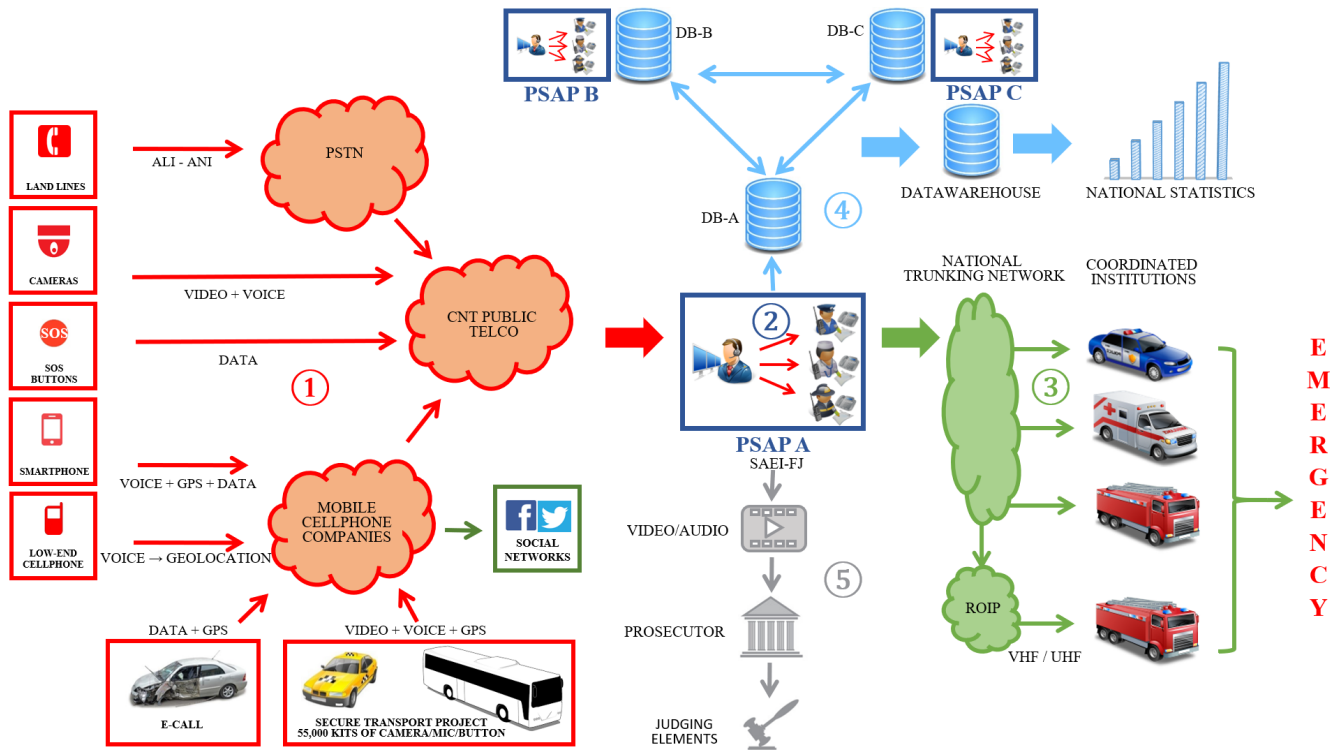 DB-B
DB-C
PSAP B
PSAP C
LAND LINES
ALI - ANI
PSTN
DATAWAREHOUSE
NATIONAL STATISTICS
DB-A
④
CAMERAS
VIDEO + VOICE
CNT PUBLIC
TELCO
NATIONAL
TRUNKING NETWORK
COORDINATED
INSTITUTIONS
SOS
SOS
BUTTONS
DATA
①
②
③
PSAP A
SAEI-FJ
SMARTPHONE
VOICE + GPS + DATA
MOBILE
CELLPHONE
COMPANIES
LOW-END
CELLPHONE
VOICE → GEOLOCATION
SOCIAL
NETWORKS
VIDEO/AUDIO
⑤
PROSECUTOR
JUDGING
ELEMENTS
ROIP
VHF / UHF
EMERGENCY
DATA + GPS
E-CALL
VIDEO + VOICE + GPS
SECURE TRANSPORT PROJECT
55,000 KITS OF CAMERA/MIC/BUTTON